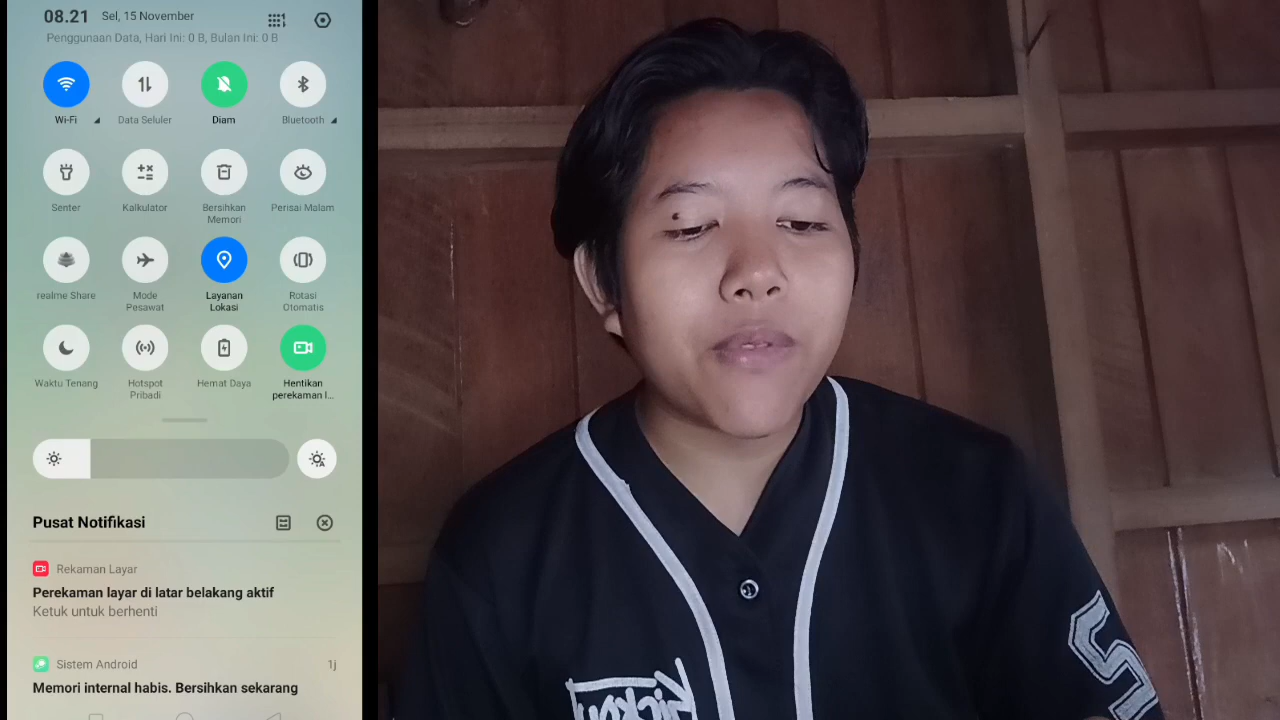 08.21 Sel, 15 November
Penggunaan Data, Hari Ini: 0 B, Bulan Ini: 0 B
Wi-Fi
Data Seluler
Diam
Bluetooth
Senter
Kalkulator
Bersihkan
Memori
Perisai Malam
realme Share
Mode
Pesawat
Layanan
Lokasi
Rotasi
Otomatis
Waktu Tenang
Hotspot
Pribadi
Hemat Daya
Hentikan
perekaman l...
Pusat Notifikasi
Rekaman Layar
Perekaman layar di latar belakang aktif
Ketuk untuk berhenti
Sistem Android 1j
Memori internal habis. Bersihkan sekarang